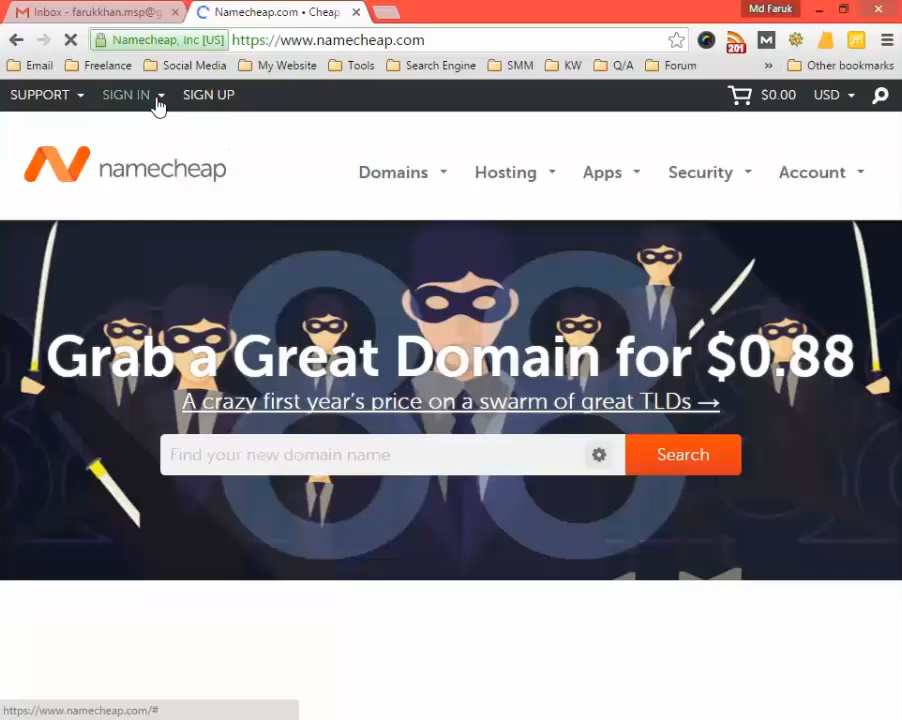 Inbox - farukkhan.msp@g
Namecheap.com • Cheap
Md Faruk
Namecheap, Inc [US]
https://www.namecheap.com
201
M
Email
Freelance
Social Media
My Website
Tools
Search Engine
SMM
KW
Q/A
Forum
»
Other bookmarks
SUPPORT
SIGN IN
SIGN UP
$0.00
USD
namecheap
Domains
Hosting
Apps
Security
Account
88
Grab a Great Domain for $0.88
A crazy first year's price on a swarm of great TLDs →
Find your new domain name
Search
https://www.namecheap.com/#